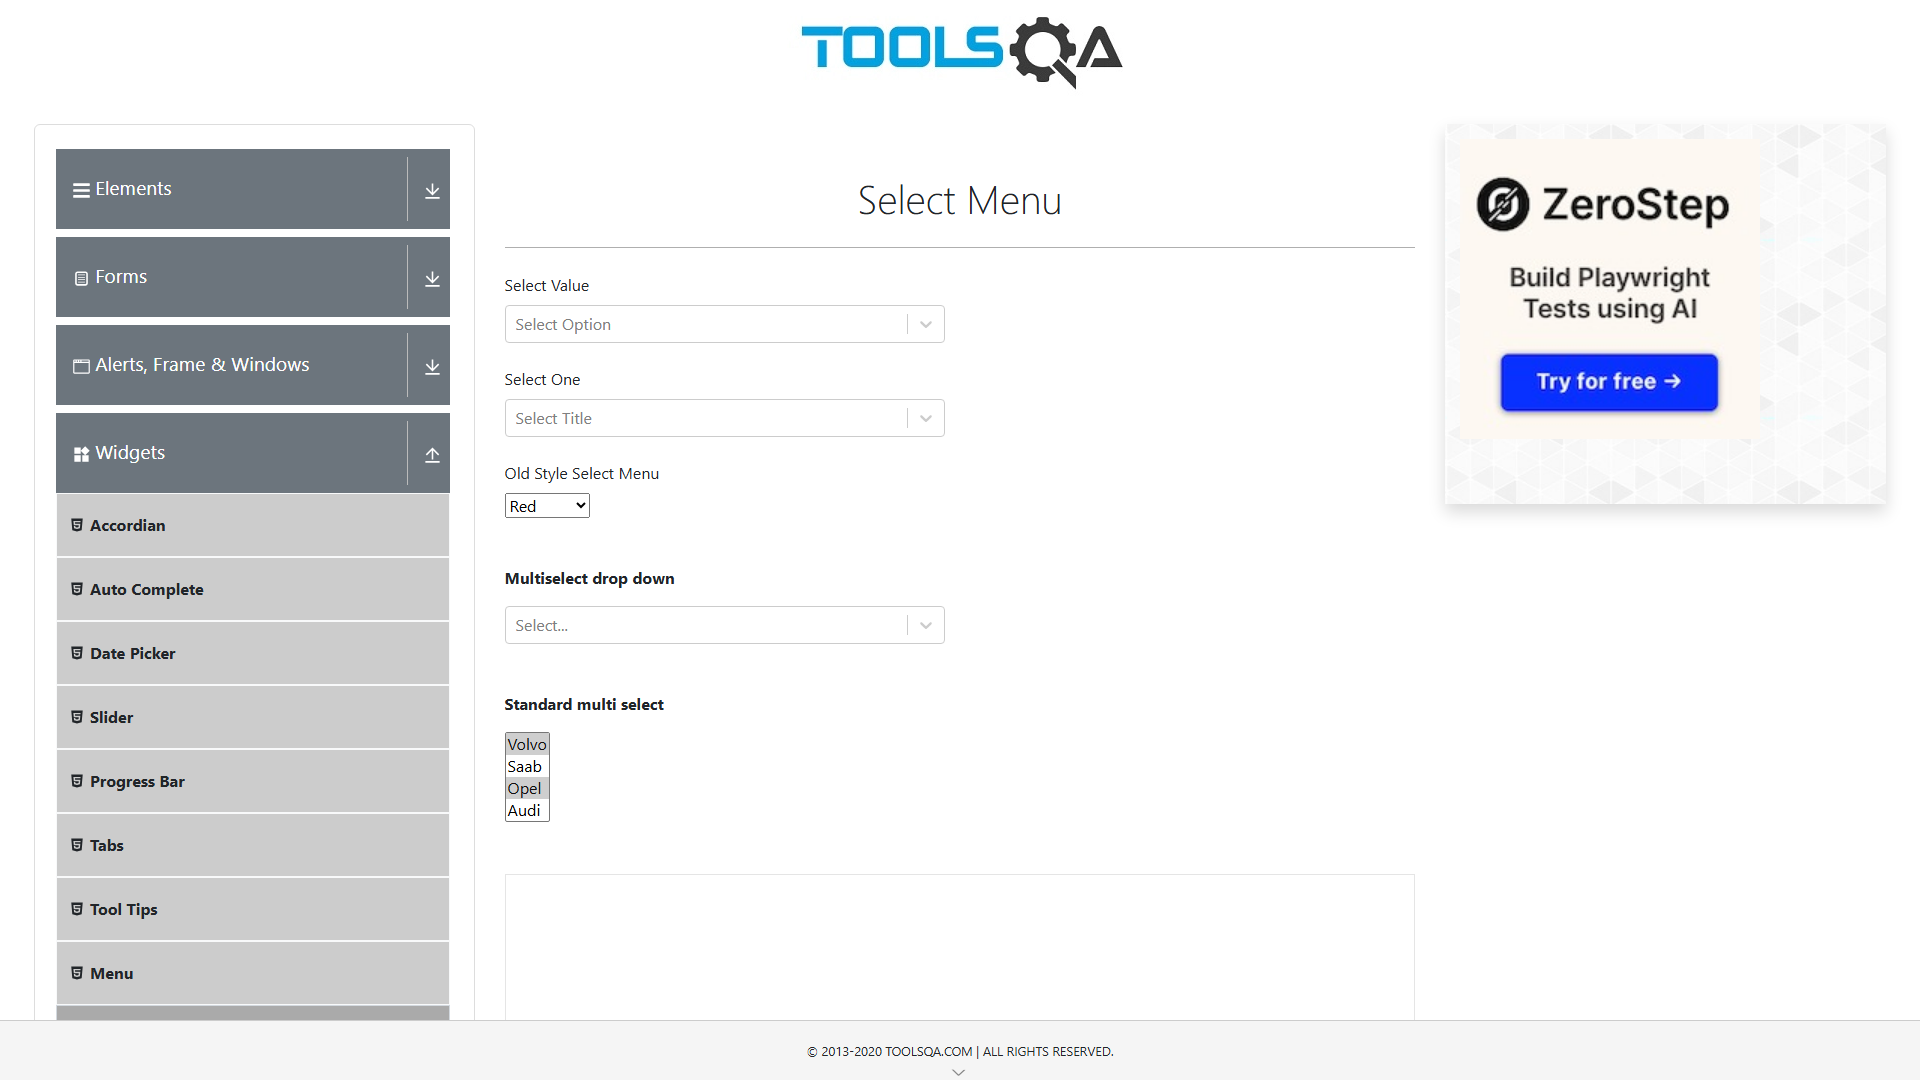 TOOLSQA
Elements
Forms
Alerts, Frame & Windows
Widgets
Accordian
Auto Complete
Date Picker
Slider
Progress Bar
Tabs
Tool Tips
Menu
Select Menu
Select Value
Select Option
Select One
Select Title
Old Style Select Menu
Red
Multiselect drop down
Select...
Standard multi select
Volvo
Saab
Opel
Audi
ZeroStep
Build Playwright
Tests using AI
Try for free →
© 2013-2020 TOOLSQA.COM | ALL RIGHTS RESERVED.